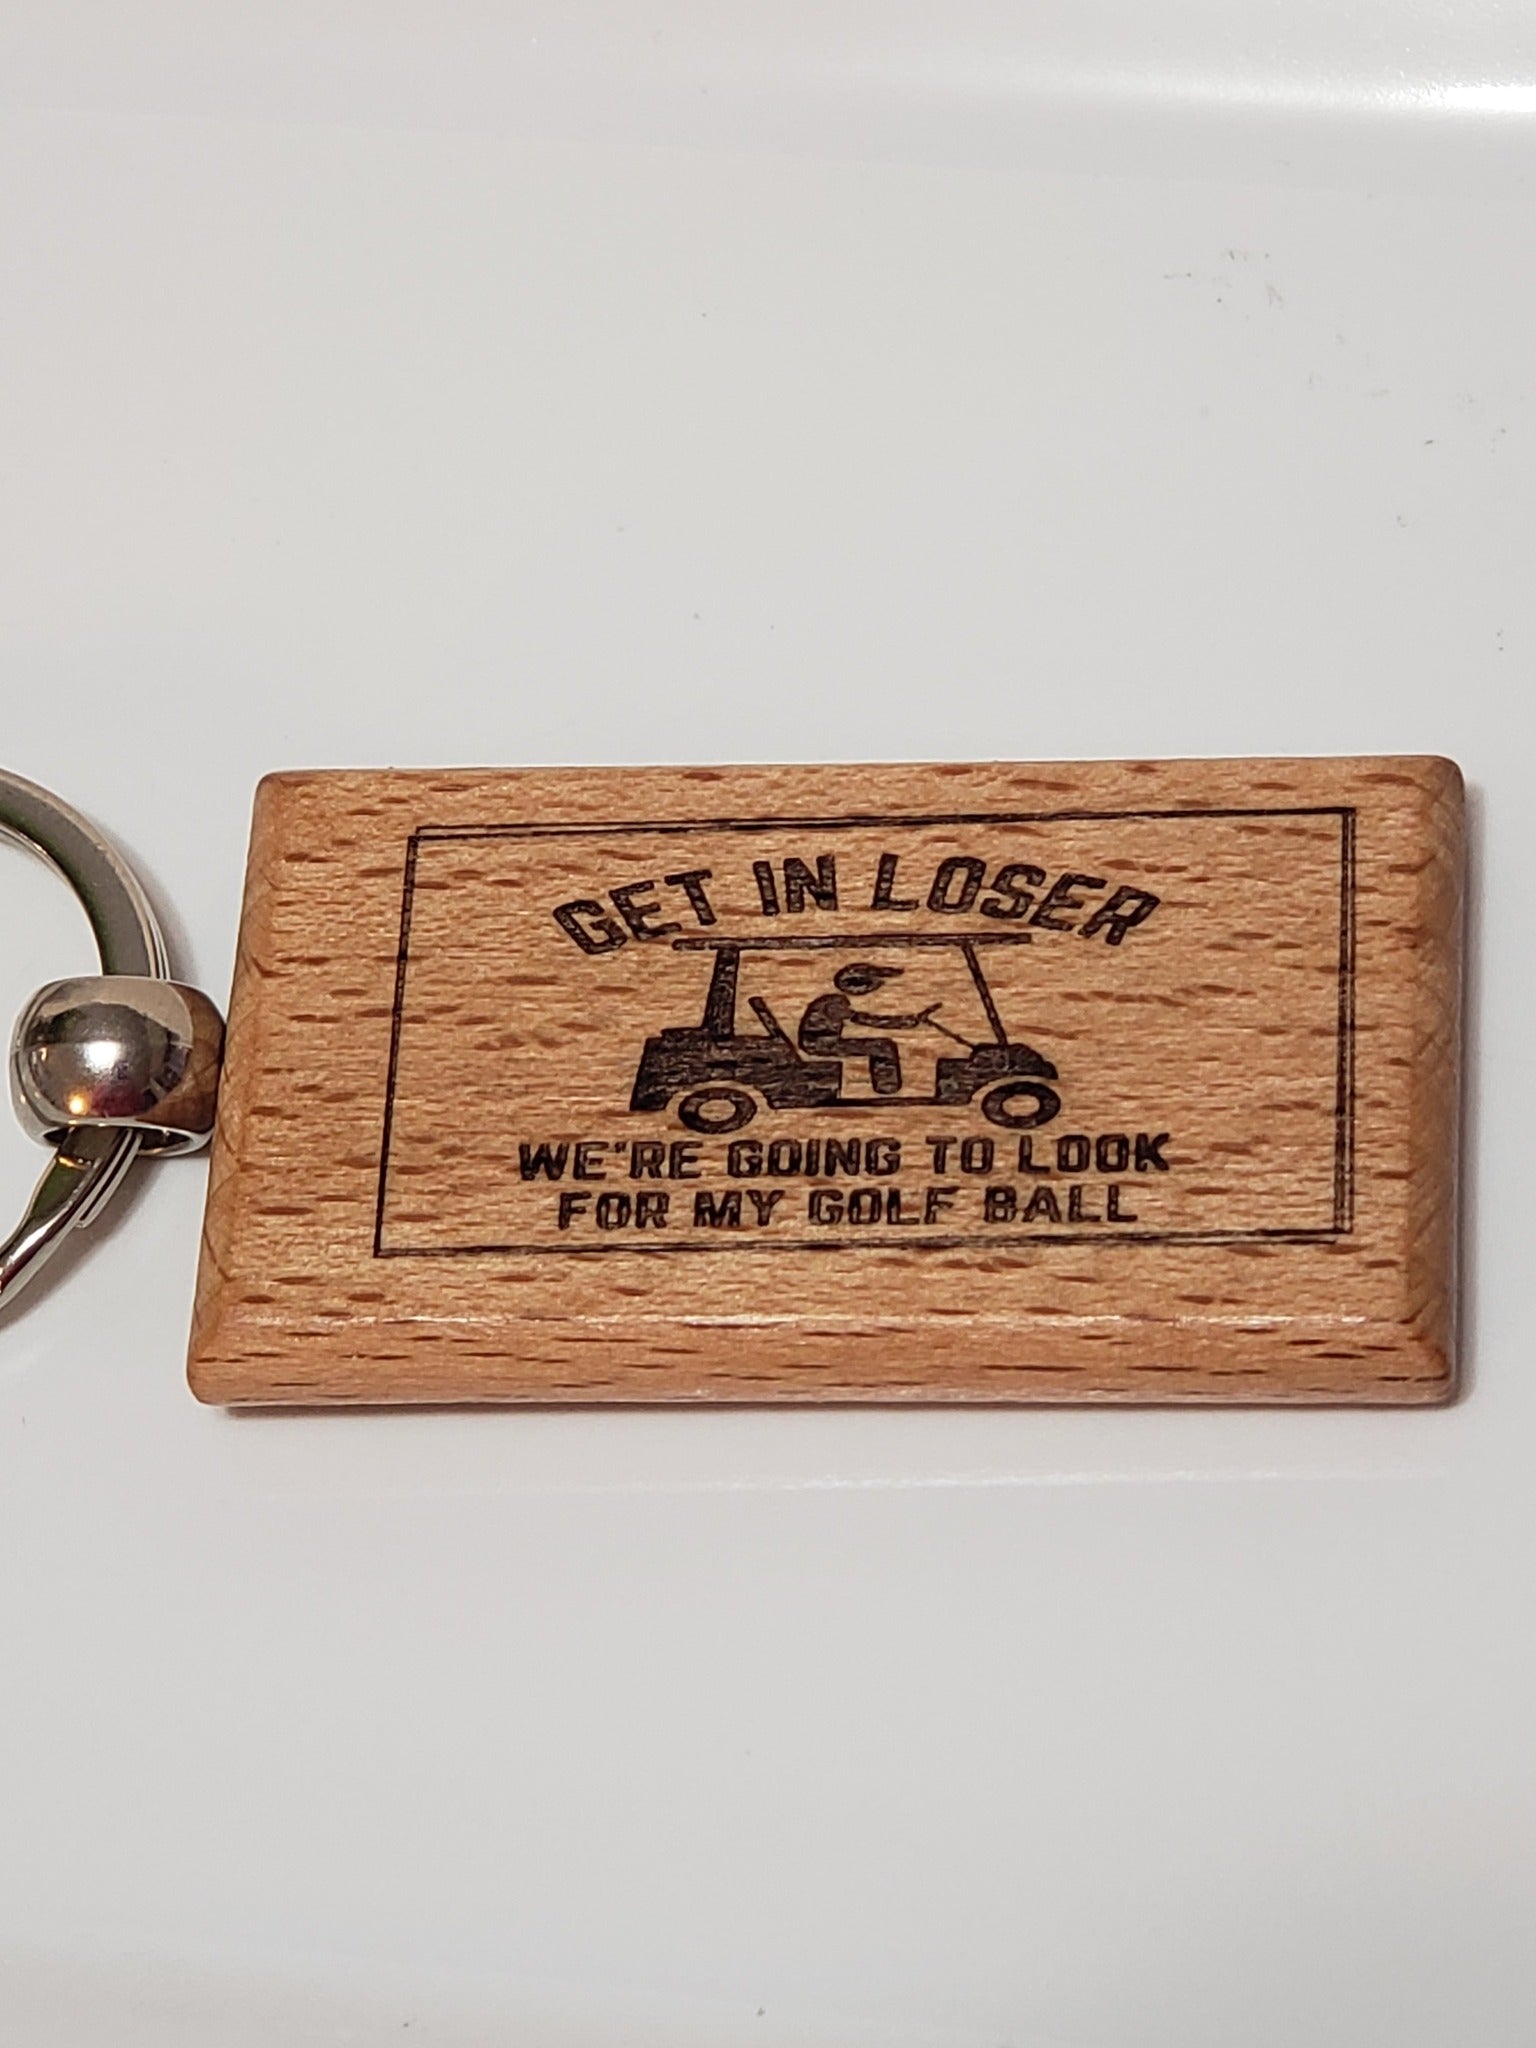 GET IN LOSER
WE'RE GOING TO LOOK
FOR MY GOLF BALL